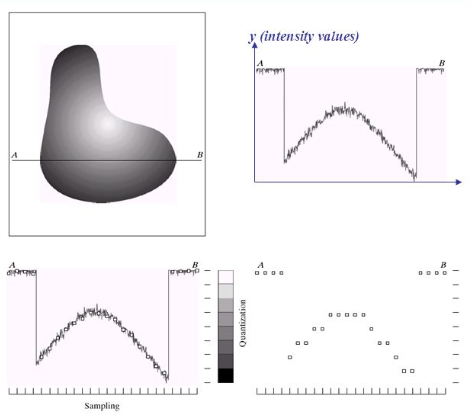 y (intensity values)
A B
A B
A B
A B
Quantization
Sampling